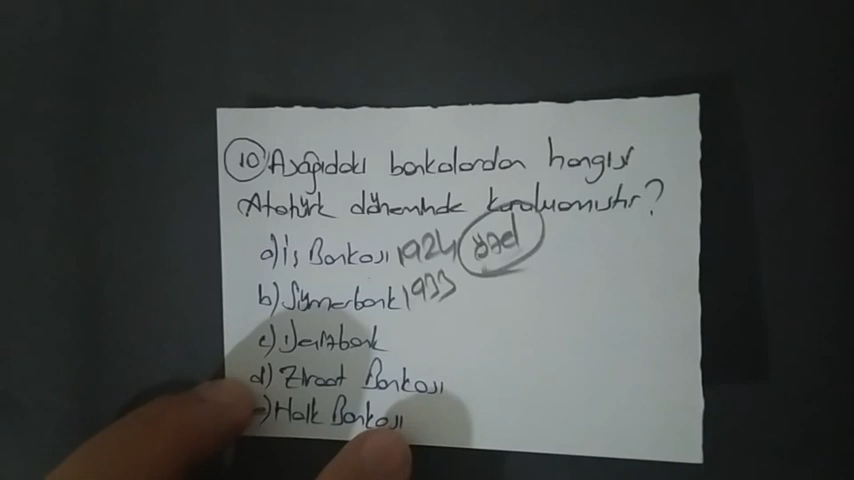 10 Aşağıdaki bankalardan hangisi
Atatürk döneminde kurulmamıştır?
a) İş Bankası 1924 özel
b) Sümerbank 1933
c) Denizbank
d) Ziraat Bankası
e) Halk Bankası